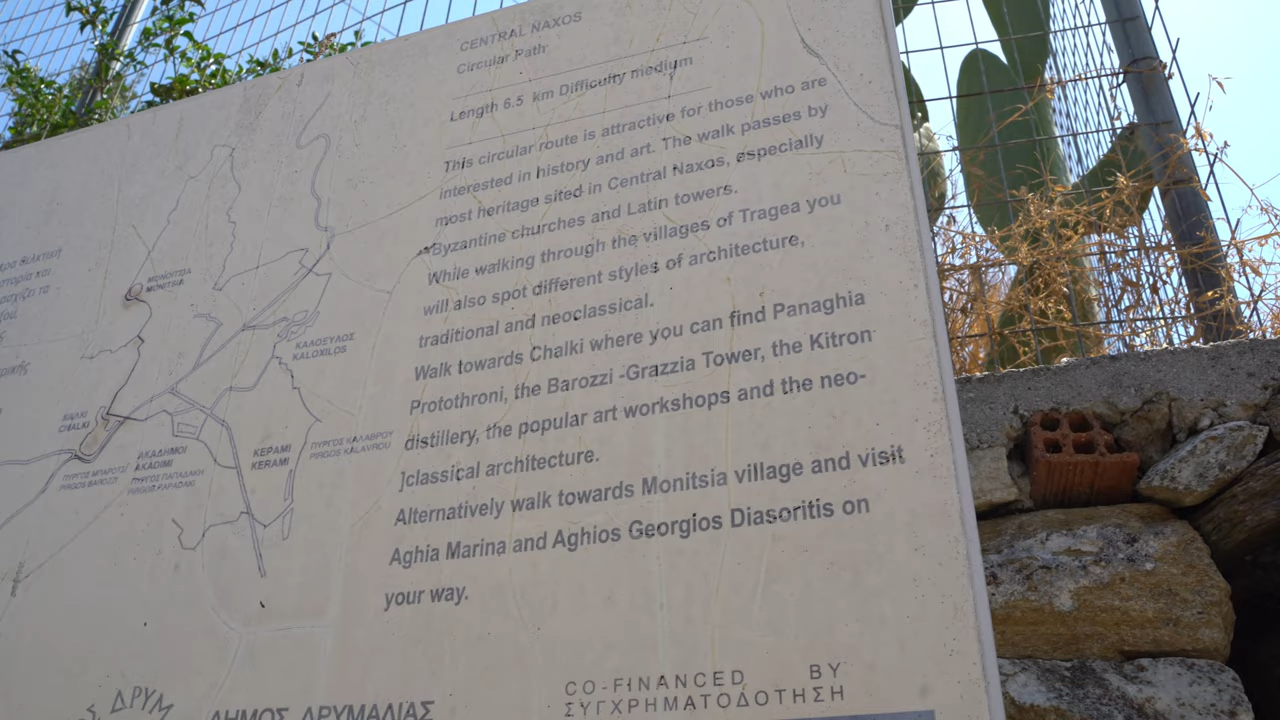 CENTRAL NAXOS
Circular Path
Length 6.5 km Difficulty medium
This circular route is attractive for those who are
interested in history and art. The walk passes by
most heritage sited in Central Naxos, especially
Byzantine churches and Latin towers.
While walking through the villages of Tragea you
will also spot different styles of architecture,
traditional and neoclassical.
Walk towards Chalki where you can find Panaghia
Protothroni, the Barozzi -Grazzia Tower, the Kitron
distillery, the popular art workshops and the neo-
]classical architecture.
Alternatively walk towards Monitsia village and visit
Aghia Marina and Aghios Georgios Diasoritis on
your way.
ΜΟΝΟΙΤΣΙΑ
MONITSIA
ΚΑΛΟΞΥΛΟΣ
KALOXILOS
ΧΑΛΚΙ
CHALKI
ΑΚΑΔΗΜΟΙ
AKADIMI
ΚΕΡΑΜΙ
KERAMI
ΠΥΡΓΟΣ ΚΑΛΑΒΡΟΥ
PIRGOS KALAVROU
ΠΥΡΓΟΣ ΜΠΑΡΟΤΖΙ
PIRGOS BAROZZI
ΠΥΡΓΟΣ ΠΑΠΑΔΑΚΗ
PIRGOS PAPADAKI
ΔΡΥΜ
ΔΗΜΟΣ ΔΡΥΜΑΛΙΑΣ
CO-FINANCED BY
ΣΥΓΧΡΗΜΑΤΟΔΟΤΗΣΗ